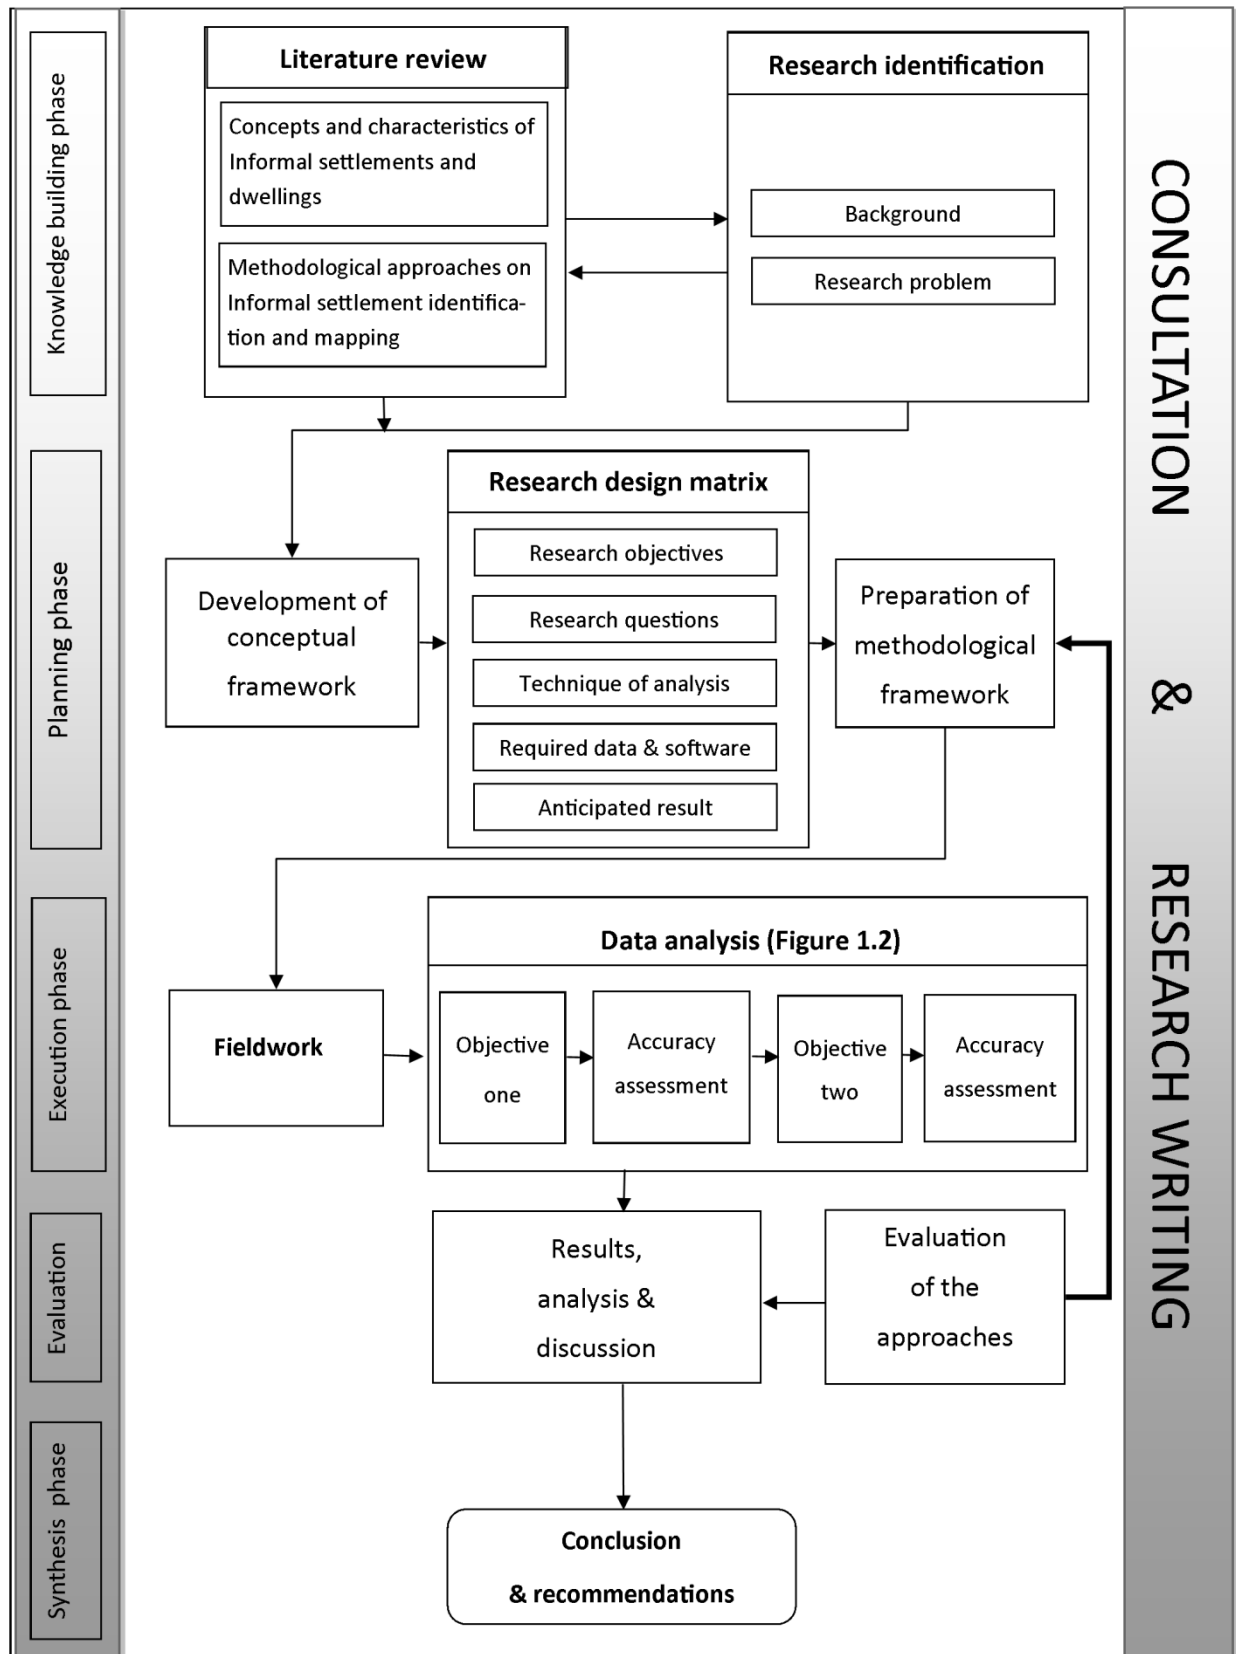 Knowledge building phase
Literature review
Concepts and characteristics of
Informal settlements and
dwellings
Methodological approaches on
Informal settlement identifica-
tion and mapping
Research identification
Background
Research problem
Planning phase
Development of
conceptual
framework
Research design matrix
Research objectives
Research questions
Technique of analysis
Required data & software
Anticipated result
Preparation of
methodological
framework
Execution phase
Fieldwork
Data analysis (Figure 1.2)
Objective
one
Accuracy
assessment
Objective
two
Accuracy
assessment
Evaluation
Results,
analysis &
discussion
Evaluation
of the
approaches
Synthesis phase
Conclusion
& recommendations
CONSULTATION & RESEARCH WRITING